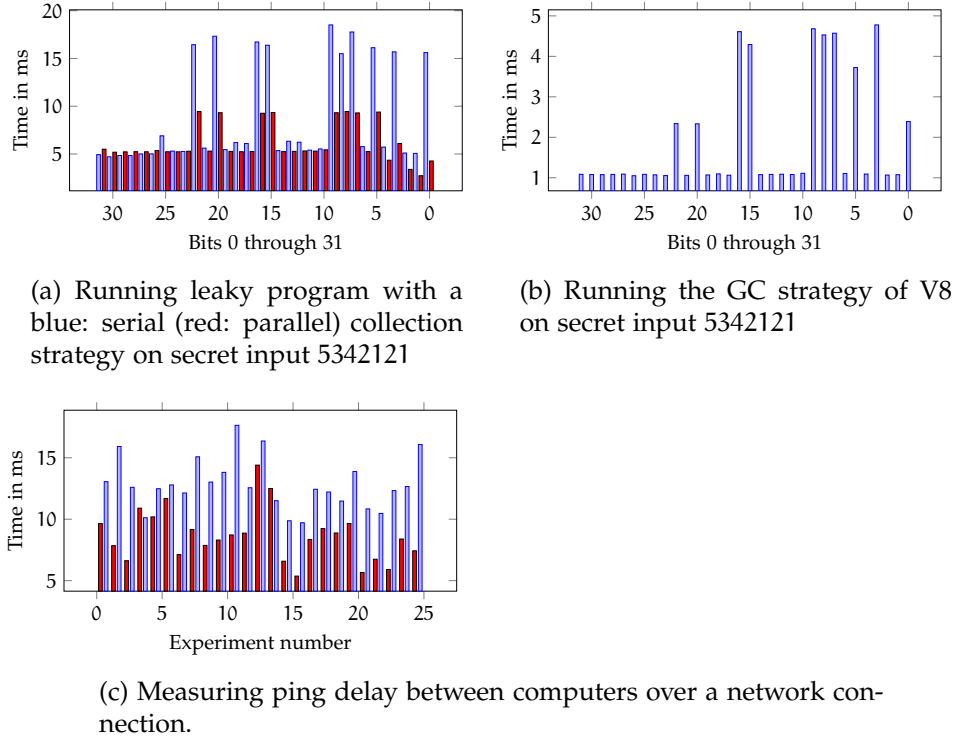 20
15
10
5
Time in ms
30 25 20 15 10 5 0
Bits 0 through 31
(a) Running leaky program with a
blue: serial (red: parallel) collection
strategy on secret input 5342121
5
4
3
2
1
Time in ms
30 25 20 15 10 5 0
Bits 0 through 31
(b) Running the GC strategy of V8
on secret input 5342121
15
10
5
Time in ms
0 5 10 15 20 25
Experiment number
(c) Measuring ping delay between computers over a network con-
nection.